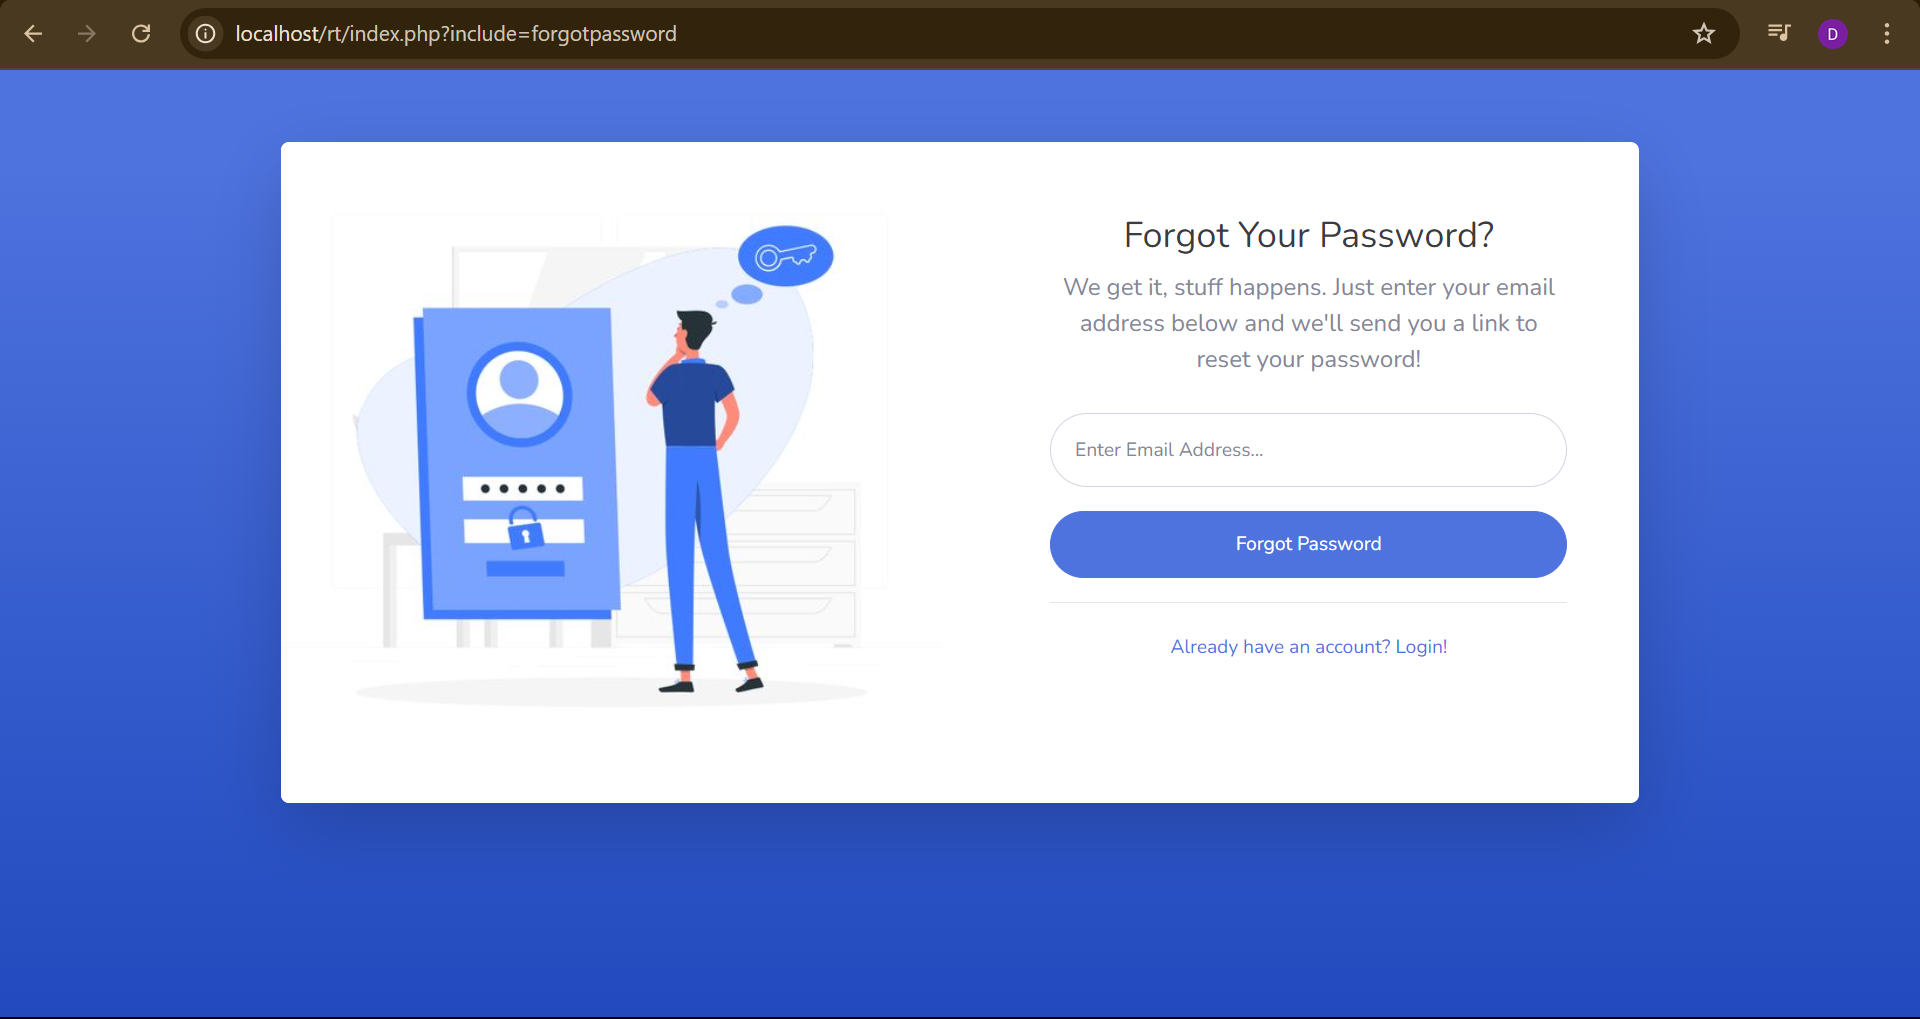 localhost/rt/index.php?include=forgotpassword
D
Forgot Your Password?
We get it, stuff happens. Just enter your email
address below and we'll send you a link to
reset your password!
Enter Email Address...
Forgot Password
Already have an account? Login!